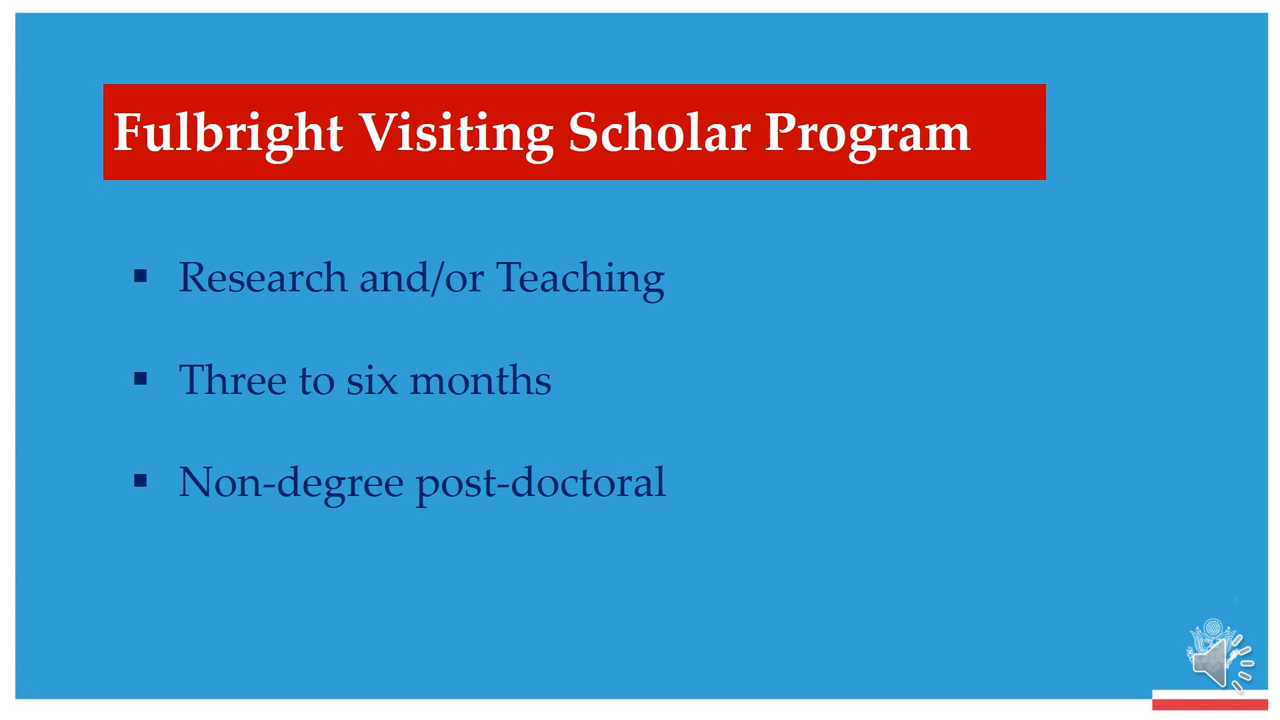 Fulbright Visiting Scholar Program
▪ Research and/or Teaching
▪ Three to six months
▪ Non-degree post-doctoral